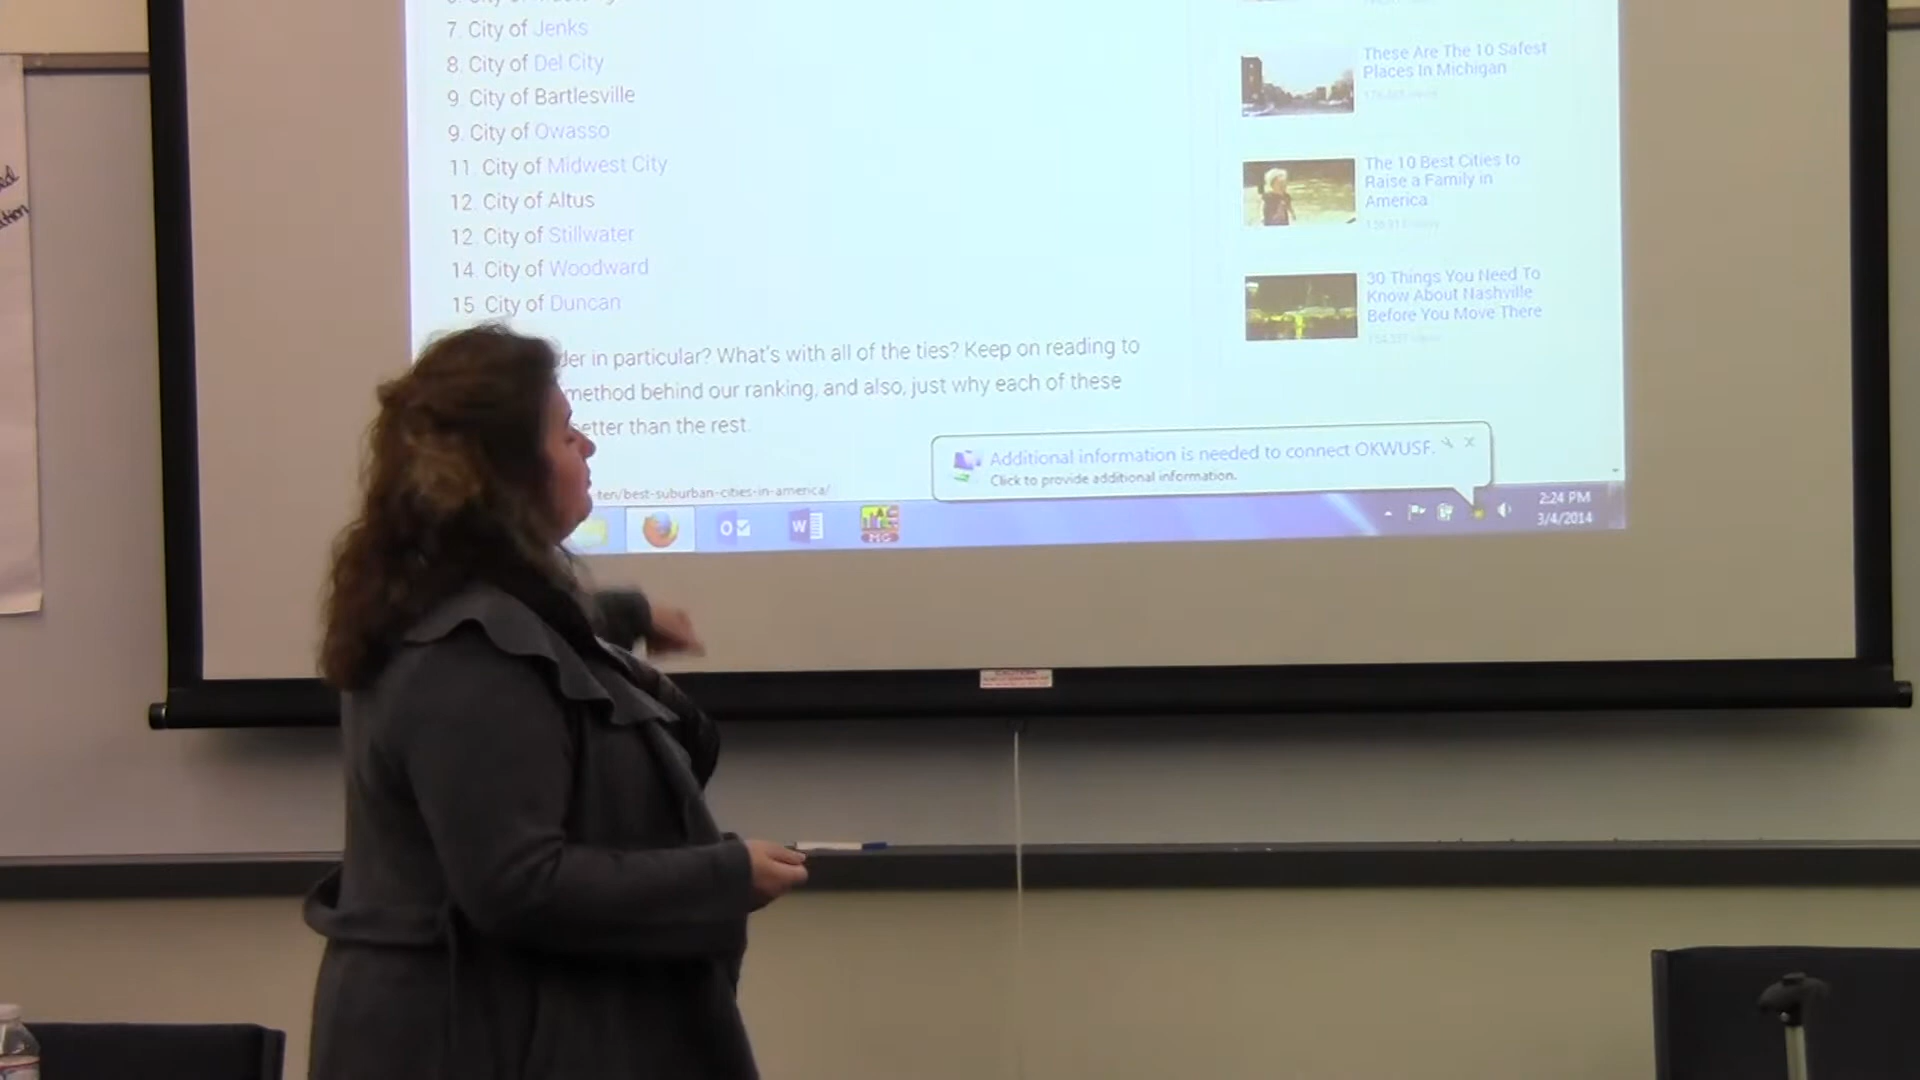 7. City of Jenks
8. City of Del City
9. City of Bartlesville
9. City of Owasso
11. City of Midwest City
12. City of Altus
12. City of Stillwater
14. City of Woodward
15. City of Duncan
in particular? What's with all of the ties? Keep on reading to
method behind our ranking, and also, just why each of these
than the rest.
ten/best-suburban-cities-in-america/
These Are The 10 Safest
Places In Michigan
The 10 Best Cities to
Raise a Family in
America
30 Things You Need To
Know About Nashville
Before You Move There
Additional information is needed to connect OKWUSF.
Click to provide additional information.
2:24 PM
3/4/2014